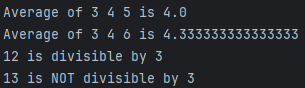 Average of 3 4 5 is 4.0
Average of 3 4 6 is 4.333333333333333
12 is divisible by 3
13 is NOT divisible by 3